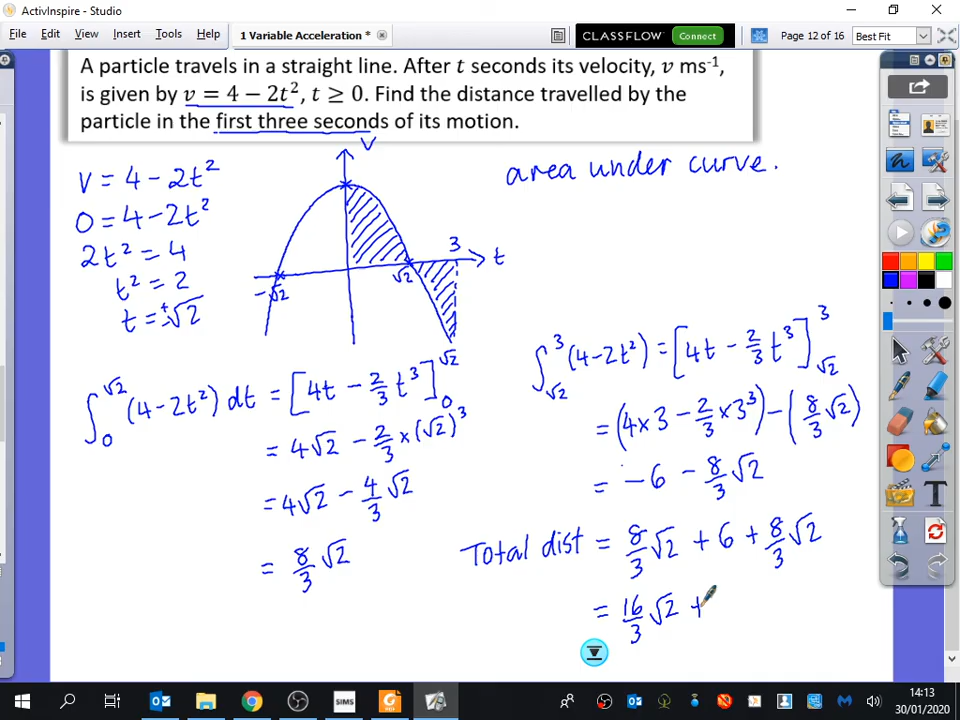 ActivInspire - Studio
File Edit View Insert Tools Help
1 Variable Acceleration *
CLASSFLOW™ Connect
Page 12 of 16
Best Fit
A particle travels in a straight line. After t seconds its velocity, v ms⁻¹,
is given by v = 4 − 2t², t ≥ 0. Find the distance travelled by the
particle in the first three seconds of its motion.
V = 4 − 2t²
0 = 4 − 2t²
2t² = 4
t² = 2
t = ±√2
V
3
t
-√2
√2
area under curve.
∫₀^√2 (4−2t²) dt = [4t − 2/3 t³]₀^√2
= 4√2 − 2/3 × (√2)³
= 4√2 − 4/3 √2
= 8/3 √2
∫_√2^3 (4−2t²) = [4t − 2/3 t³]_√2^3
= (4×3 − 2/3 × 3³) − (8/3 √2)
= −6 − 8/3 √2
Total dist = 8/3 √2 + 6 + 8/3 √2
= 16/3 √2 +
SIMS
14:13
30/01/2020